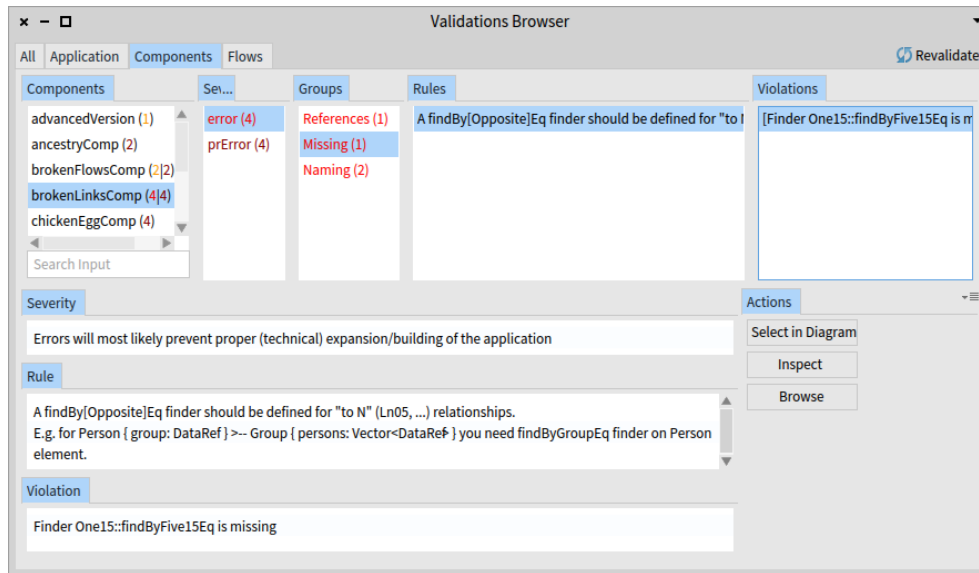 Validations Browser
All Application Components Flows Revalidate
Components Sev... Groups Rules Violations
advancedVersion (1) error (4) References (1) A findBy[Opposite]Eq finder should be defined for "to [Finder One15::findByFive15Eq is m
ancestryComp (2) prError (4) Missing (1)
brokenFlowsComp (2|2) Naming (2)
brokenLinksComp (4|4)
chickenEggComp (4)
Search Input
Severity Actions
Errors will most likely prevent proper (technical) expansion/building of the application Select in Diagram
Inspect
Rule
Browse
A findBy[Opposite]Eq finder should be defined for "to N" (Ln05, ...) relationships.
E.g. for Person { group: DataRef } >-- Group { persons: Vector<DataRef> } you need findByGroupEq finder on Person
element.
Violation
Finder One15::findByFive15Eq is missing